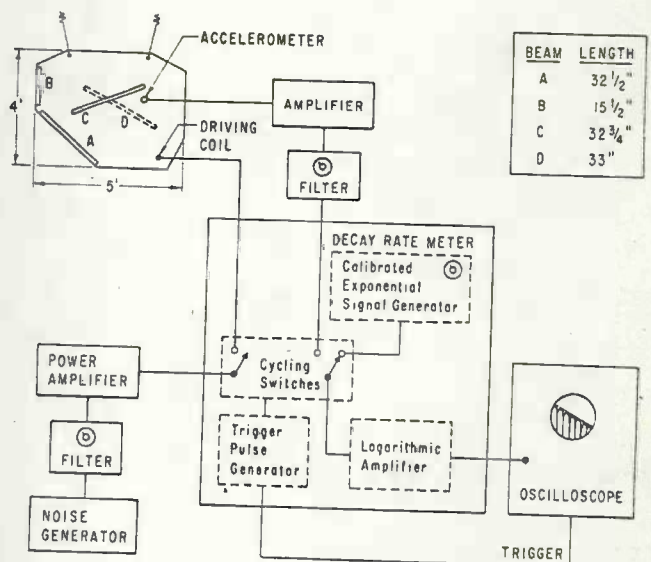 ACCELEROMETER
B
C
D
A
4'
5'
DRIVING
COIL
AMPLIFIER
FILTER
BEAM LENGTH
A 32 1/2"
B 15 1/2"
C 32 3/4"
D 33"
DECAY RATE METER
Calibrated
Exponential
Signal Generator
Cycling
Switches
POWER
AMPLIFIER
FILTER
NOISE
GENERATOR
Trigger
Pulse
Generator
Logarithmic
Amplifier
OSCILLOSCOPE
TRIGGER